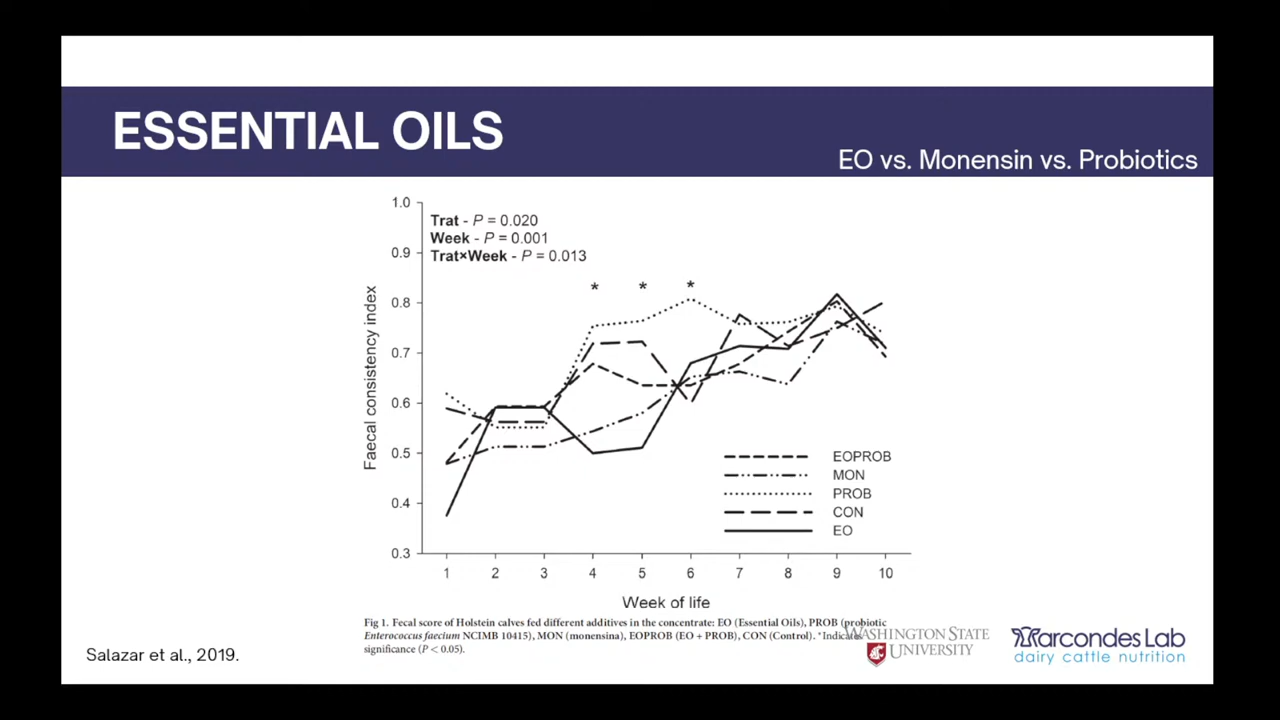 ESSENTIAL OILS
EO vs. Monensin vs. Probiotics
Trat - P = 0.020
Week - P = 0.001
Trat×Week - P = 0.013
* * *
Faecal consistency index
1.0
0.9
0.8
0.7
0.6
0.5
0.4
0.3
EOPROB
MON
PROB
CON
EO
1 2 3 4 5 6 7 8 9 10
Week of life
Fig 1. Fecal score of Holstein calves fed different additives in the concentrate: EO (Essential Oils), PROB (probiotic
Enterococcus faecium NCIMB 10415), MON (monensina), EOPROB (EO + PROB), CON (Control). *Indicates
significance (P < 0.05).
Salazar et al., 2019.
WASHINGTON STATE
UNIVERSITY
Marcondes Lab
dairy cattle nutrition